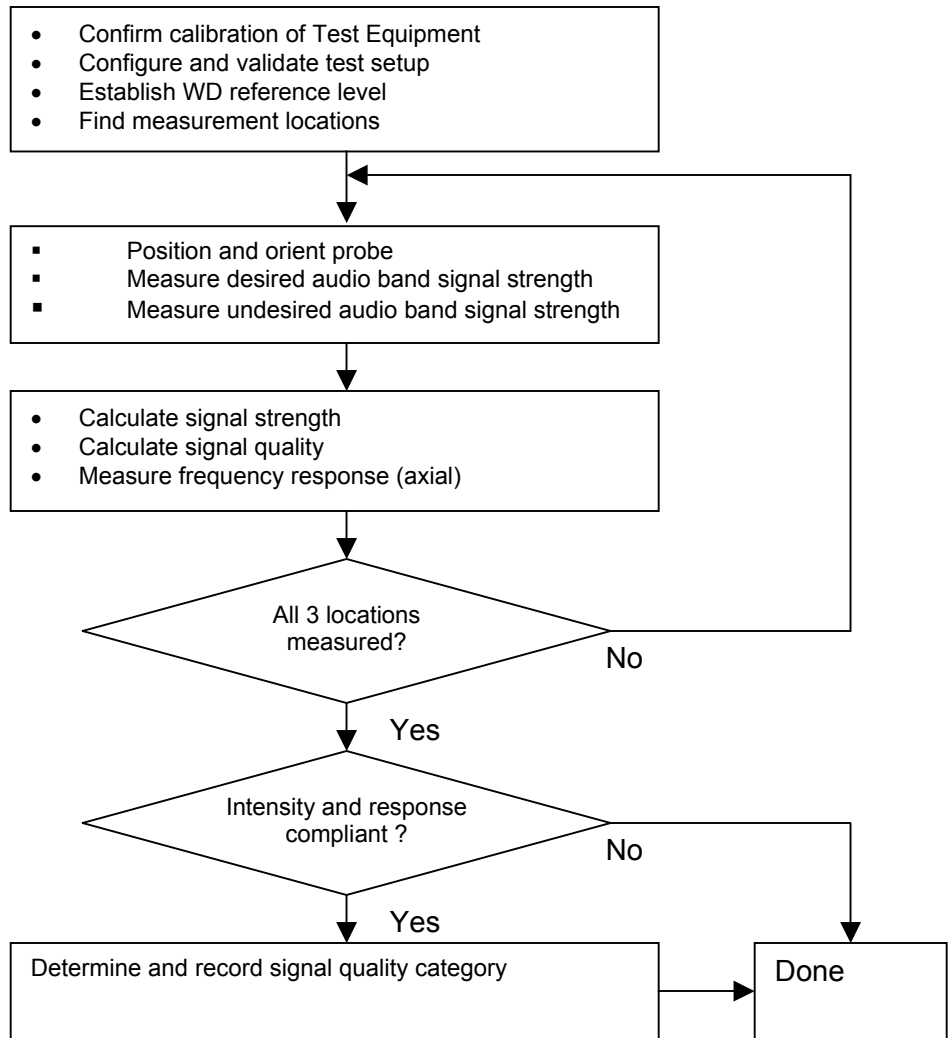 • Confirm calibration of Test Equipment
• Configure and validate test setup
• Establish WD reference level
• Find measurement locations
▪ Position and orient probe
▪ Measure desired audio band signal strength
▪ Measure undesired audio band signal strength
• Calculate signal strength
• Calculate signal quality
• Measure frequency response (axial)
All 3 locations
measured?
No
Yes
Intensity and response
compliant ?
No
Yes
Determine and record signal quality category
Done